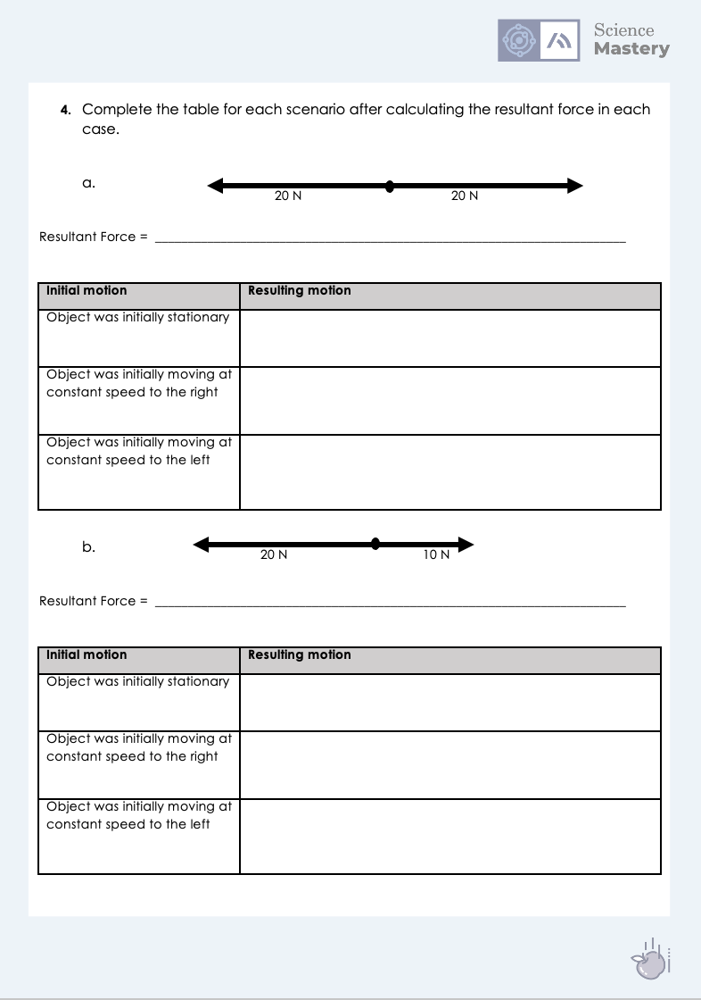 Science
Mastery
4. Complete the table for each scenario after calculating the resultant force in each
case.
a.
20 N 20 N
Resultant Force = ______________________________________________________________________
Initial motion Resulting motion
Object was initially stationary
Object was initially moving at
constant speed to the right
Object was initially moving at
constant speed to the left
b.
20 N 10 N
Resultant Force = ______________________________________________________________________
Initial motion Resulting motion
Object was initially stationary
Object was initially moving at
constant speed to the right
Object was initially moving at
constant speed to the left